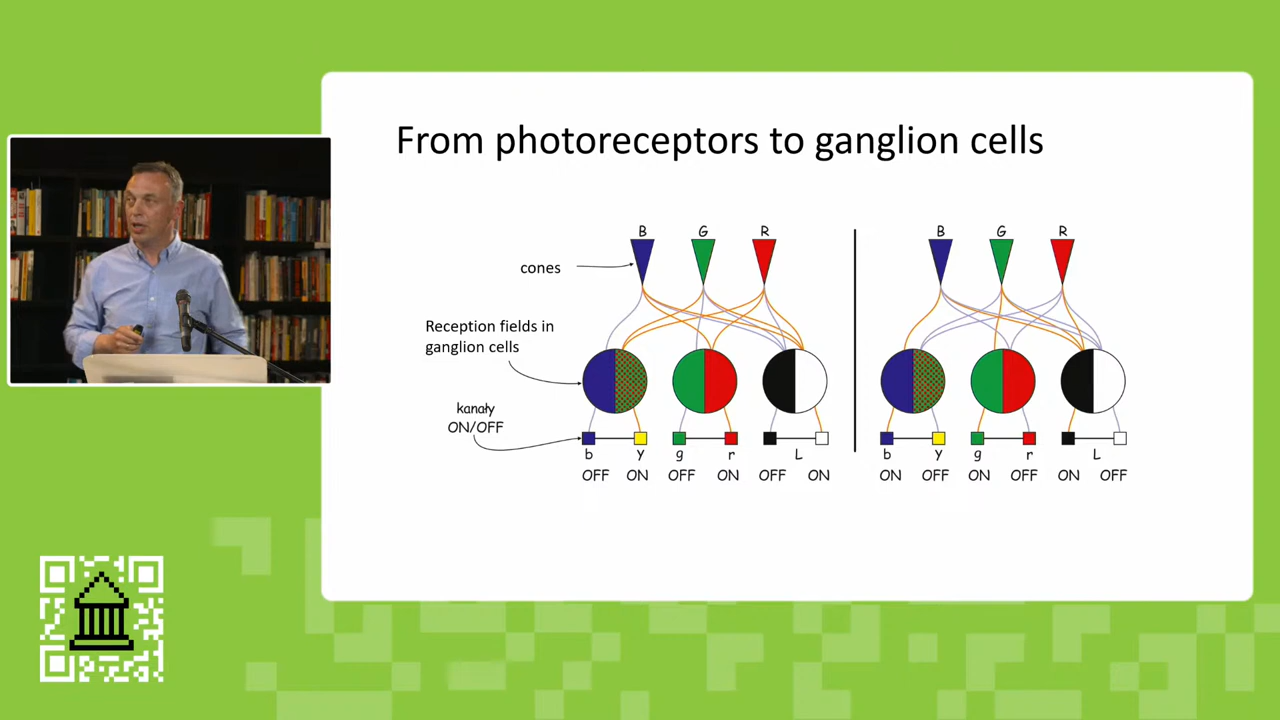 From photoreceptors to ganglion cells
B G R B G R
cones
Reception fields in
ganglion cells
kanały
ON/OFF
b y g r L b y g r L
OFF ON OFF ON OFF ON ON OFF ON OFF ON OFF